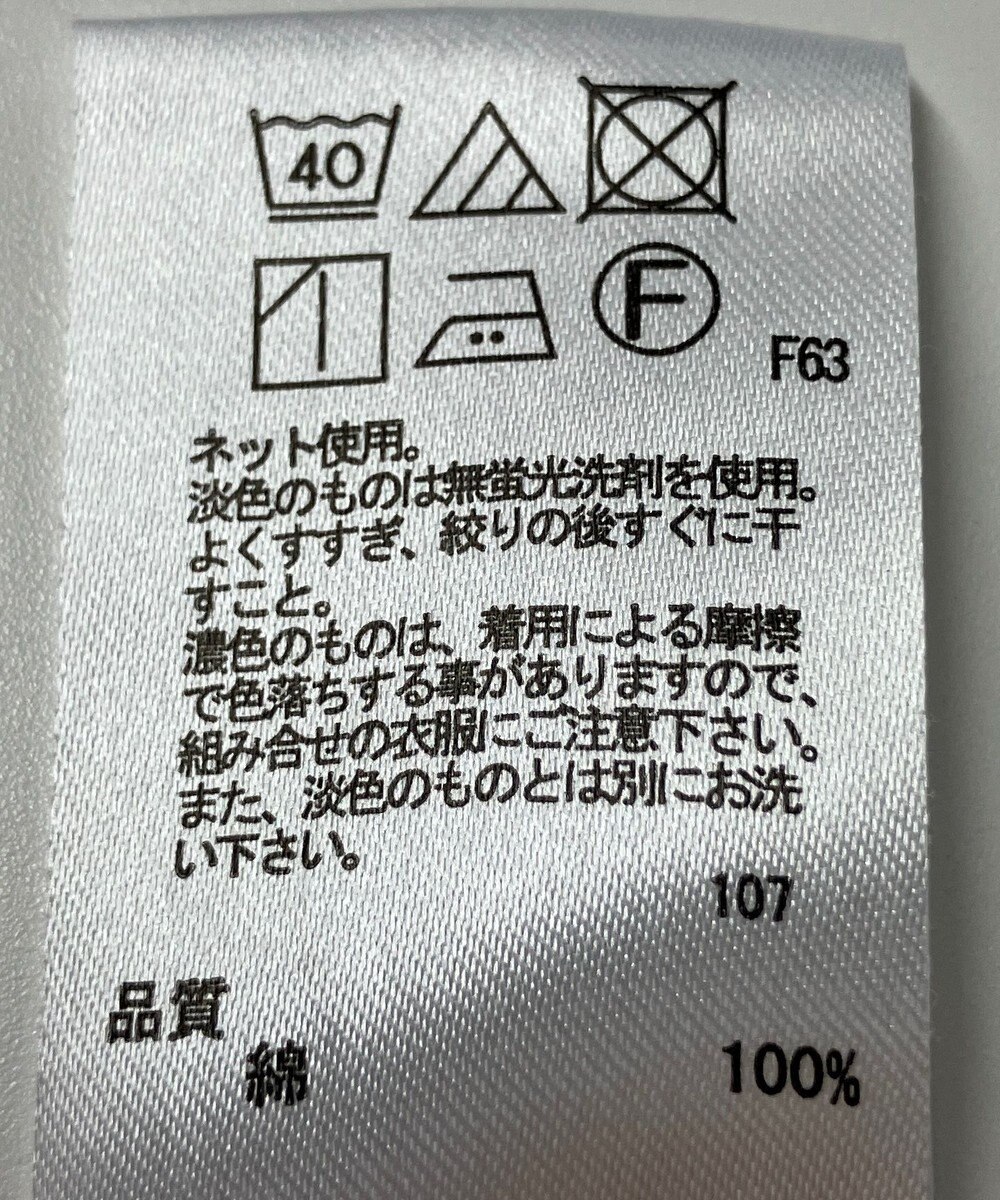 40
F
F63
ネット使用。
淡色のものは無蛍光洗剤を使用。
よくすすぎ、絞りの後すぐに干
すこと。
濃色のものは、着用による摩擦
で色落ちする事がありますので、
組み合せの衣服にご注意下さい。
また、淡色のものとは別にお洗
い下さい。
107
品質
綿 100%